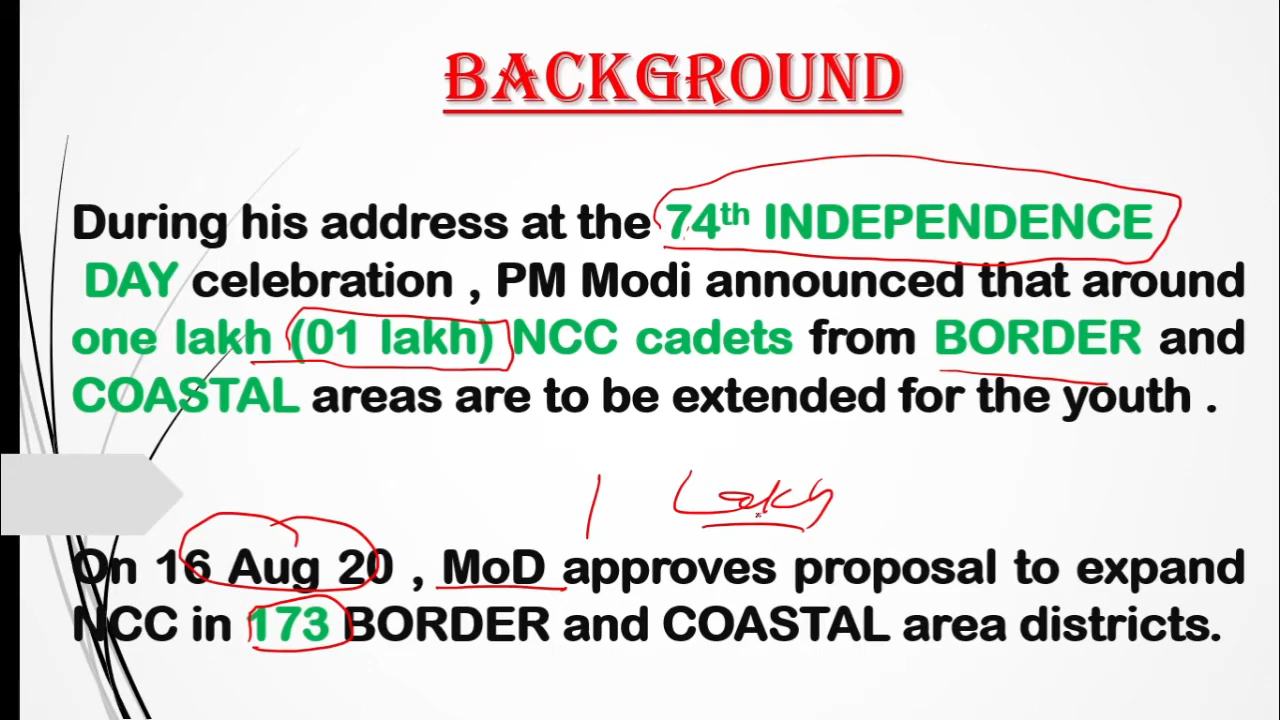 BACKGROUND
During his address at the 74th INDEPENDENCE
DAY celebration , PM Modi announced that around
one lakh (01 lakh) NCC cadets from BORDER and
COASTAL areas are to be extended for the youth .
1 Lakh
On 16 Aug 20 , MoD approves proposal to expand
NCC in 173 BORDER and COASTAL area districts.